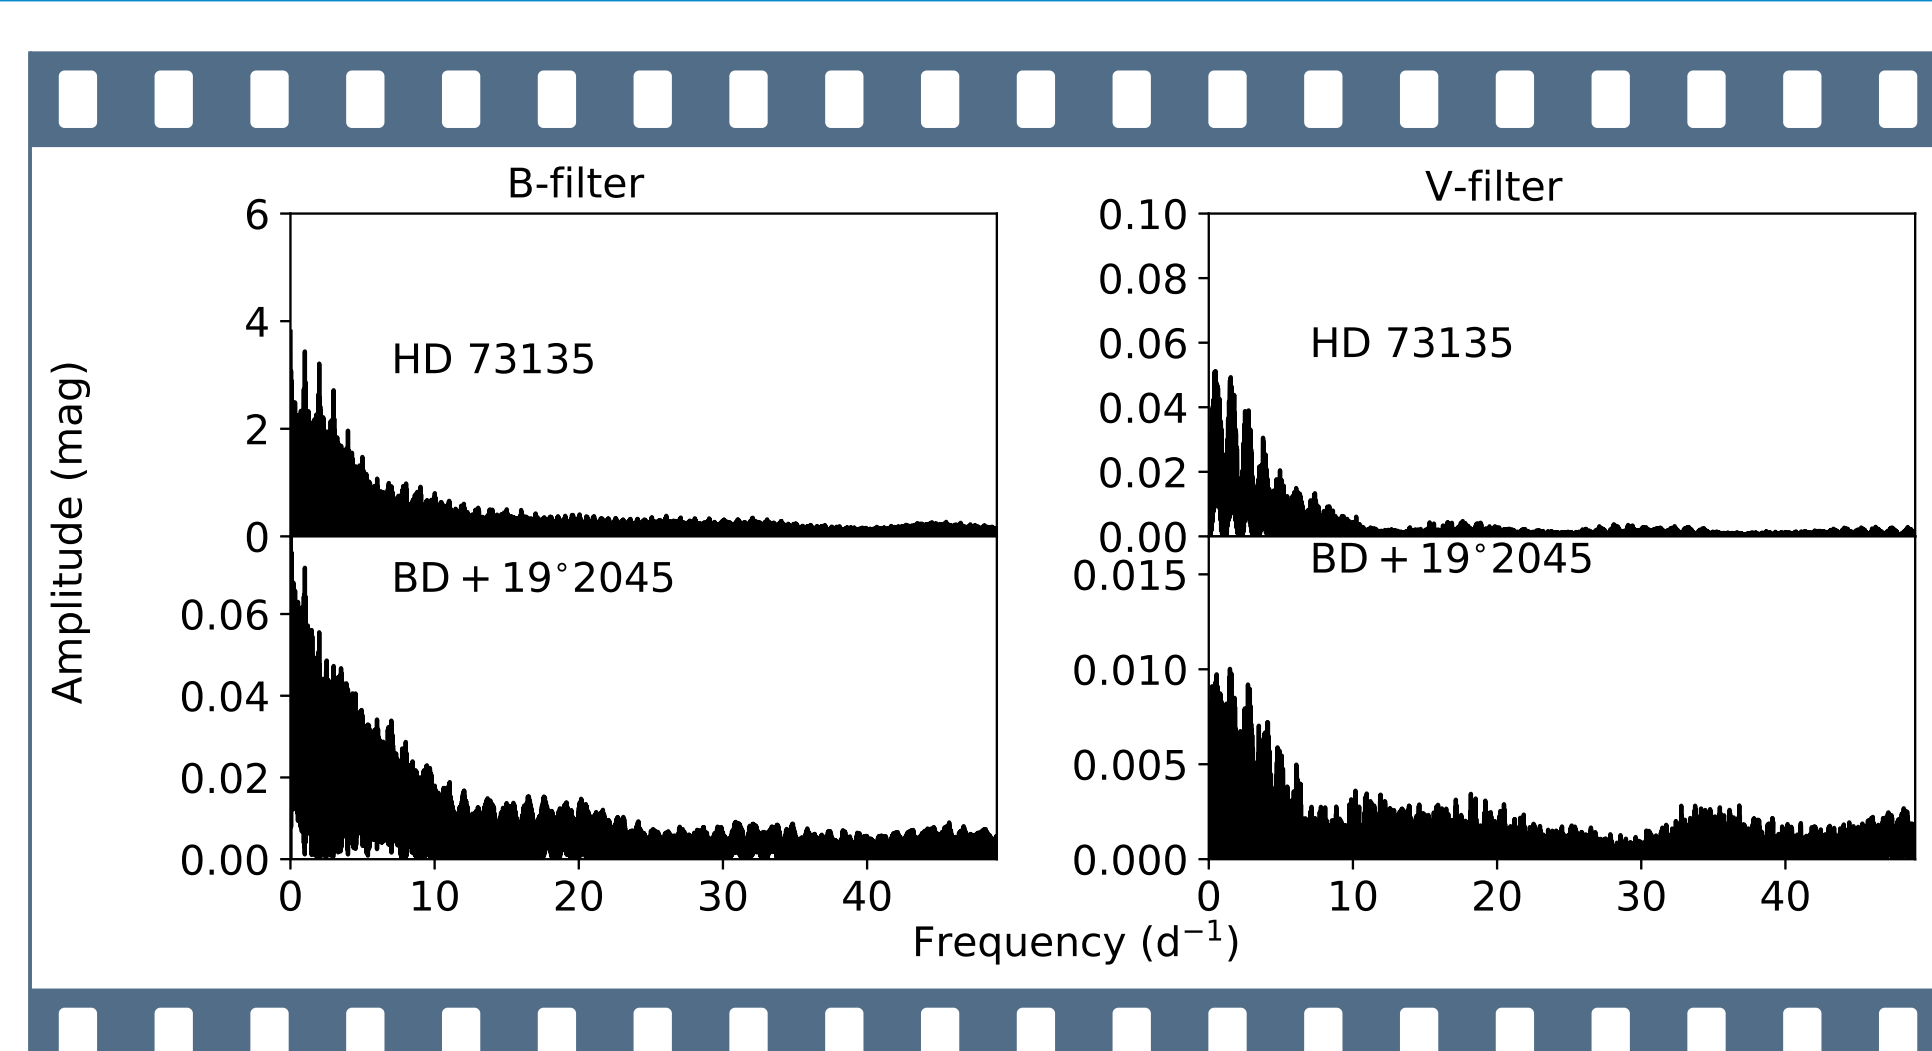 B-filter
V-filter
Amplitude (mag)
6
4
2
0
HD 73135
0.10
0.08
0.06
0.04
0.02
0.00
HD 73135
0.06
0.04
0.02
0.00
BD + 19°2045
0.015
0.010
0.005
0.000
BD + 19°2045
0 10 20 30 40
0 10 20 30 40
Frequency (d⁻¹)